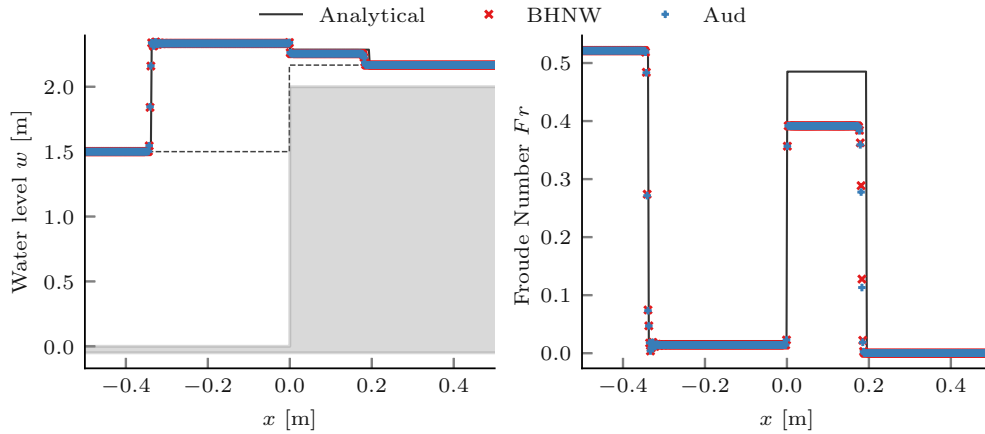 Analytical BHNW Aud
Water level w [m]
2.0
1.5
1.0
0.5
0.0
−0.4 −0.2 0.0 0.2 0.4
x [m]
Froude Number Fr
0.5
0.4
0.3
0.2
0.1
0.0
−0.4 −0.2 0.0 0.2 0.4
x [m]